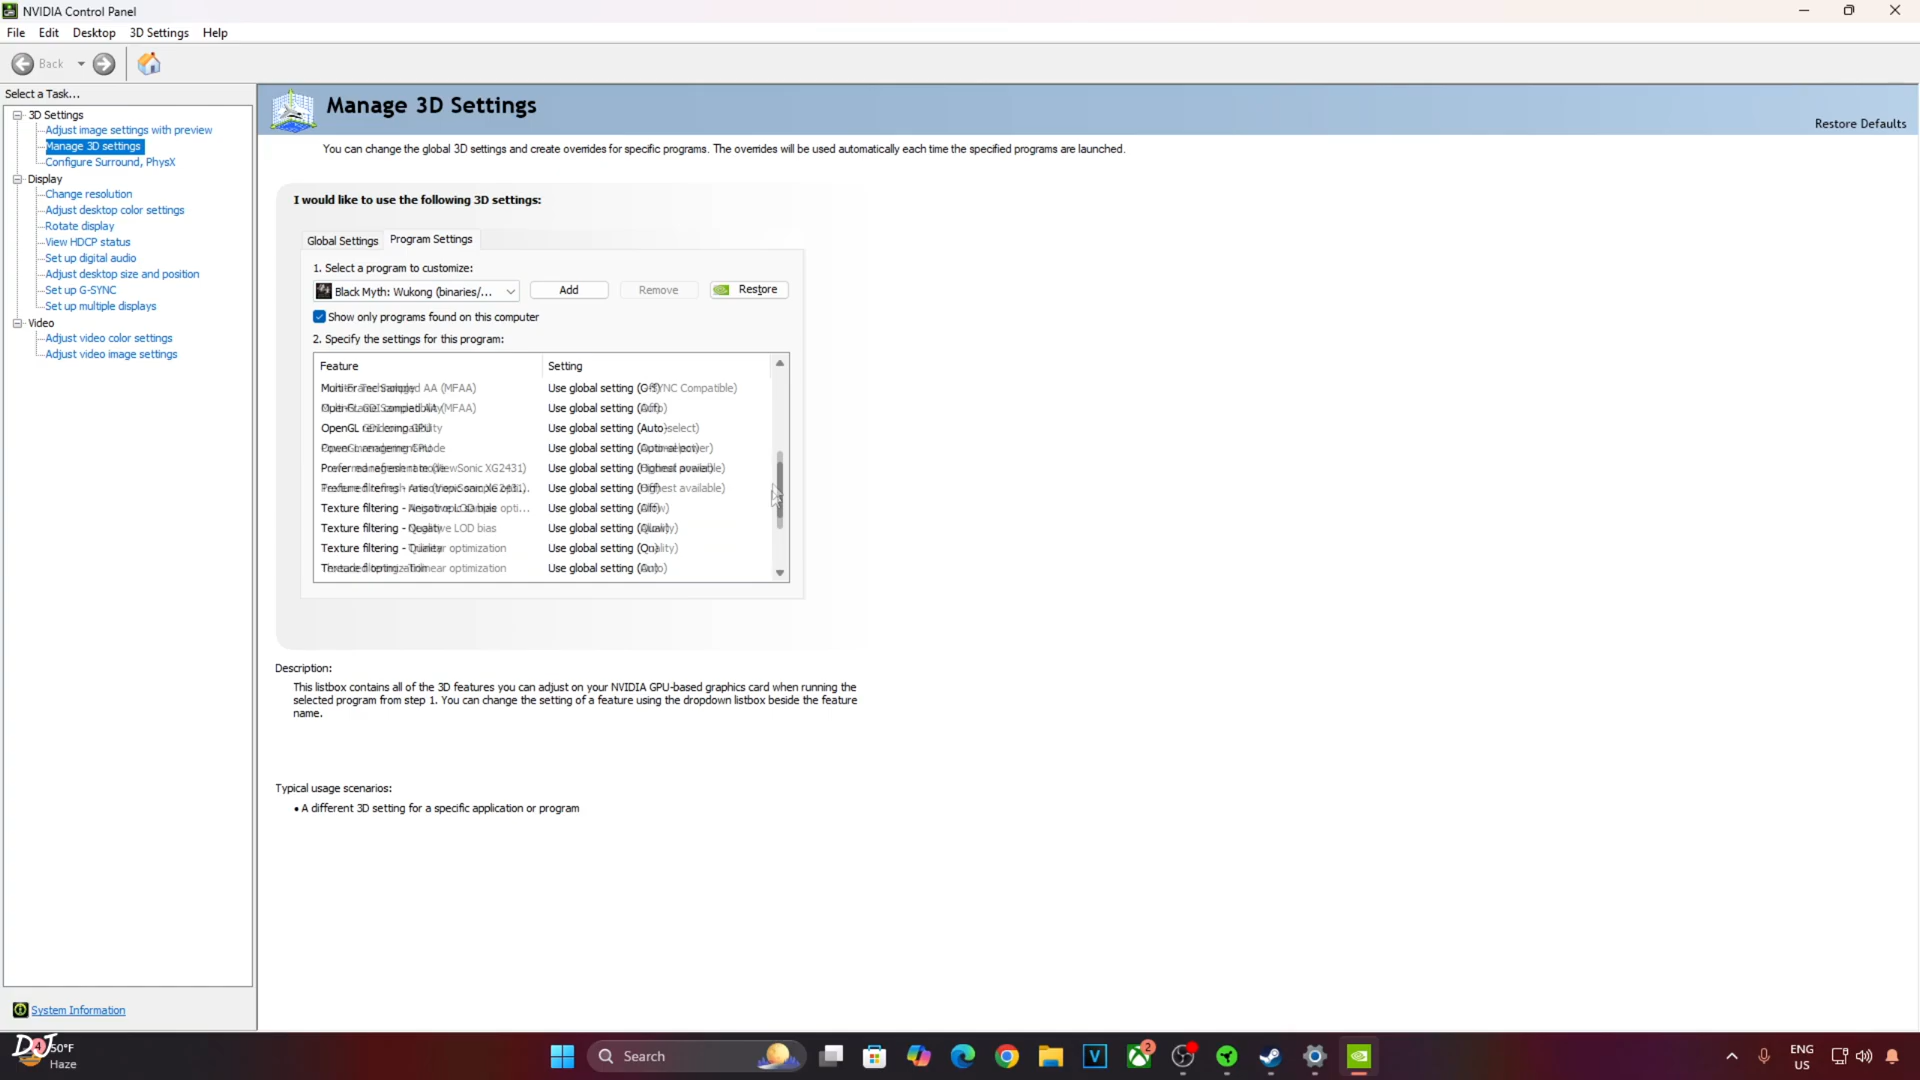 NVIDIA Control Panel
File Edit Desktop 3D Settings Help
Back
Select a Task...
3D Settings
Adjust image settings with preview
Manage 3D settings
Configure Surround, PhysX
Display
Change resolution
Adjust desktop color settings
Rotate display
View HDCP status
Set up digital audio
Adjust desktop size and position
Set up G-SYNC
Set up multiple displays
Video
Adjust video color settings
Adjust video image settings
System Information
Manage 3D Settings
Restore Defaults
You can change the global 3D settings and create overrides for specific programs. The overrides will be used automatically each time the specified programs are launched.
I would like to use the following 3D settings:
Global Settings Program Settings
1. Select a program to customize:
Black Myth: Wukong (binaries/... Add Remove Restore
Show only programs found on this computer
2. Specify the settings for this program:
Feature Setting
AA (MFAA) Use global setting Compatible)
(MFAA) Use global setting
OpenGL Use global setting (Auto-select)
Use global setting
Use global setting
Use global setting
Texture filtering - Use global setting
Texture filtering - Use global setting
Texture filtering - Use global setting
Use global setting
Description:
This listbox contains all of the 3D features you can adjust on your NVIDIA GPU-based graphics card when running the
selected program from step 1. You can change the setting of a feature using the dropdown listbox beside the feature
name.
Typical usage scenarios:
• A different 3D setting for a specific application or program
DJ
4
50°F
Haze
Search
V
2
ENG
US